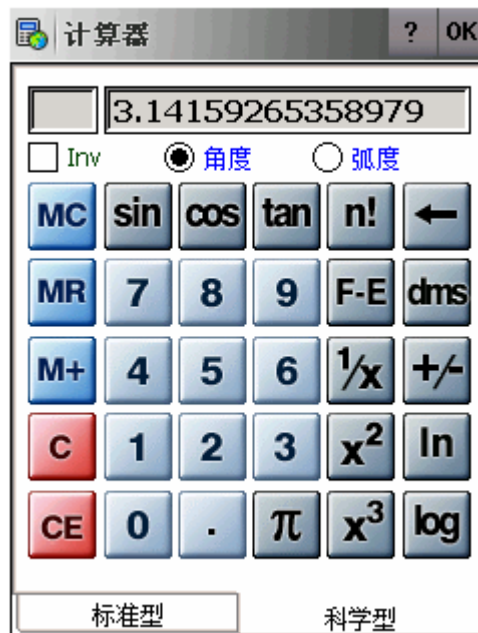 计算器 ? OK
3.14159265358979
Inv 角度 弧度
MC sin cos tan n! ←
MR 7 8 9 F-E dms
M+ 4 5 6 1/x +/-
C 1 2 3 x² ln
CE 0 . π x³ log
标准型 科学型